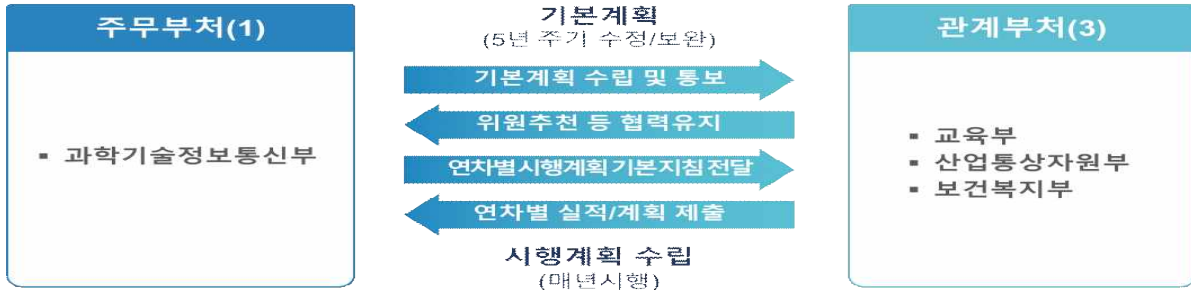 주무부처(1)
▪ 과학기술정보통신부
기본계획
(5년 주기 수정/보완)
기본계획 수립 및 통보
위원추천 등 협력유지
연차별 시행계획 기본지침 전달
연차별 실적/계획 제출
시행계획 수립
(매년시행)
관계부처(3)
▪ 교육부
▪ 산업통상자원부
▪ 보건복지부